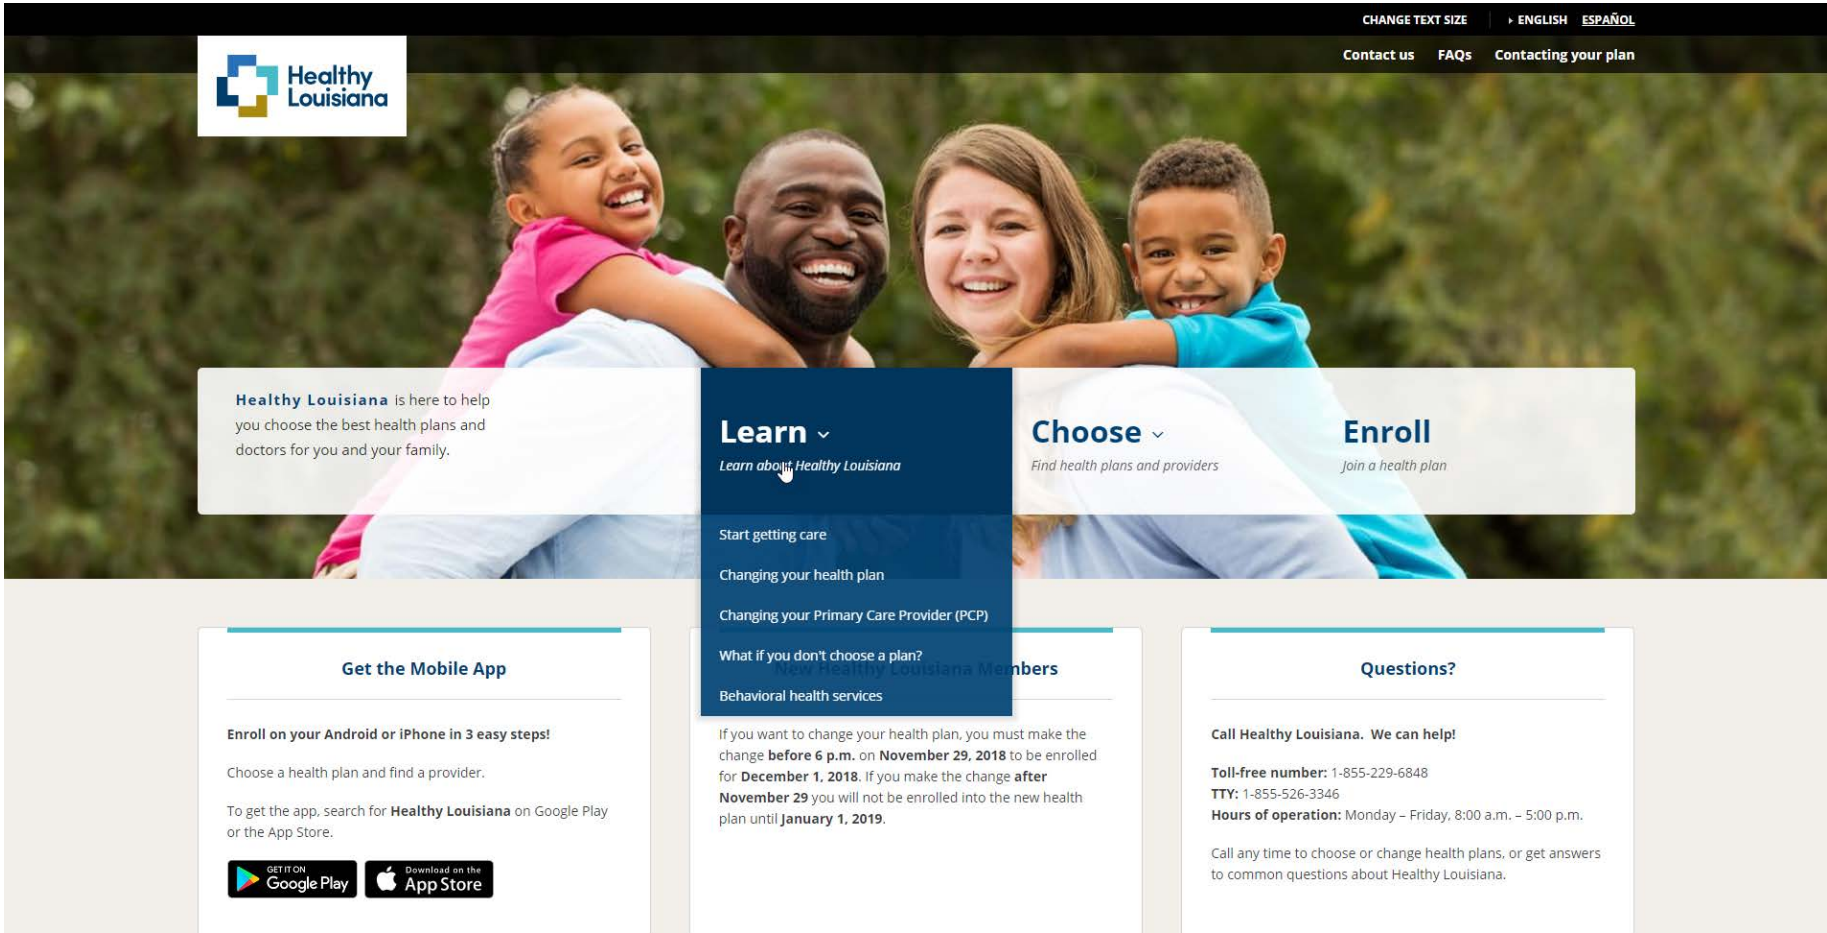 CHANGE TEXT SIZE
ENGLISH
ESPAÑOL
Contact us
FAQs
Contacting your plan
Healthy
Louisiana
Healthy Louisiana is here to help
you choose the best health plans and
doctors for you and your family.
Learn
Learn about Healthy Louisiana
Start getting care
Changing your health plan
Changing your Primary Care Provider (PCP)
What if you don't choose a plan?
Behavioral health services
Choose
Find health plans and providers
Enroll
Join a health plan
Get the Mobile App
Enroll on your Android or iPhone in 3 easy steps!
Choose a health plan and find a provider.
To get the app, search for Healthy Louisiana on Google Play
or the App Store.
GET IT ON
Google Play
Download on the
App Store
New Healthy Louisiana Members
If you want to change your health plan, you must make the
change before 6 p.m. on November 29, 2018 to be enrolled
for December 1, 2018. If you make the change after
November 29 you will not be enrolled into the new health
plan until January 1, 2019.
Questions?
Call Healthy Louisiana. We can help!
Toll-free number: 1-855-229-6848
TTY: 1-855-526-3346
Hours of operation: Monday – Friday, 8:00 a.m. – 5:00 p.m.
Call any time to choose or change health plans, or get answers
to common questions about Healthy Louisiana.